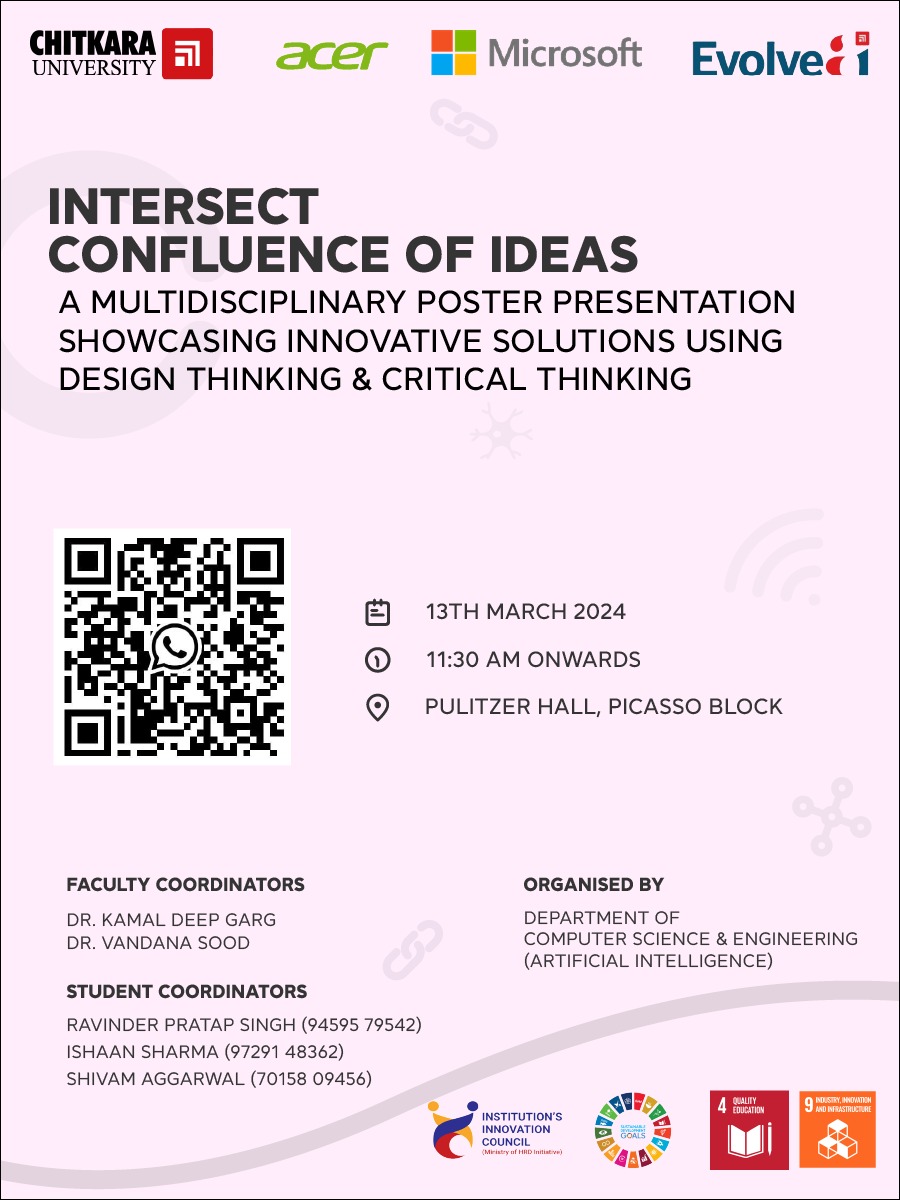 CHITKARA
UNIVERSITY
acer
Microsoft
Evolve
INTERSECT
CONFLUENCE OF IDEAS
A MULTIDISCIPLINARY POSTER PRESENTATION
SHOWCASING INNOVATIVE SOLUTIONS USING
DESIGN THINKING & CRITICAL THINKING
13TH MARCH 2024
11:30 AM ONWARDS
PULITZER HALL, PICASSO BLOCK
FACULTY COORDINATORS
DR. KAMAL DEEP GARG
DR. VANDANA SOOD
STUDENT COORDINATORS
RAVINDER PRATAP SINGH (94595 79542)
ISHAAN SHARMA (97291 48362)
SHIVAM AGGARWAL (70158 09456)
ORGANISED BY
DEPARTMENT OF
COMPUTER SCIENCE & ENGINEERING
(ARTIFICIAL INTELLIGENCE)
INSTITUTION'S
INNOVATION
COUNCIL
(Ministry of HRD Initiative)
SUSTAINABLE
DEVELOPMENT
GOALS
4 QUALITY
EDUCATION
9 INDUSTRY, INNOVATION
AND INFRASTRUCTURE